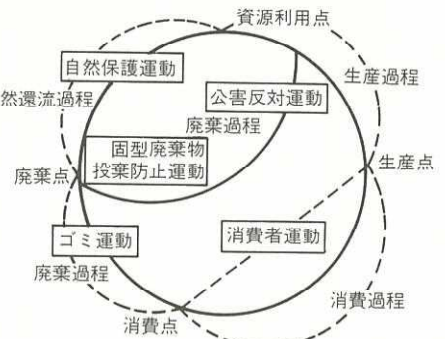 資源利用点
自然保護運動
生産過程
然還流過程
公害反対運動
廃棄過程
固型廃棄物
投棄防止運動
廃棄点
生産点
ゴミ運動
消費者運動
廃棄過程
消費過程
消費点